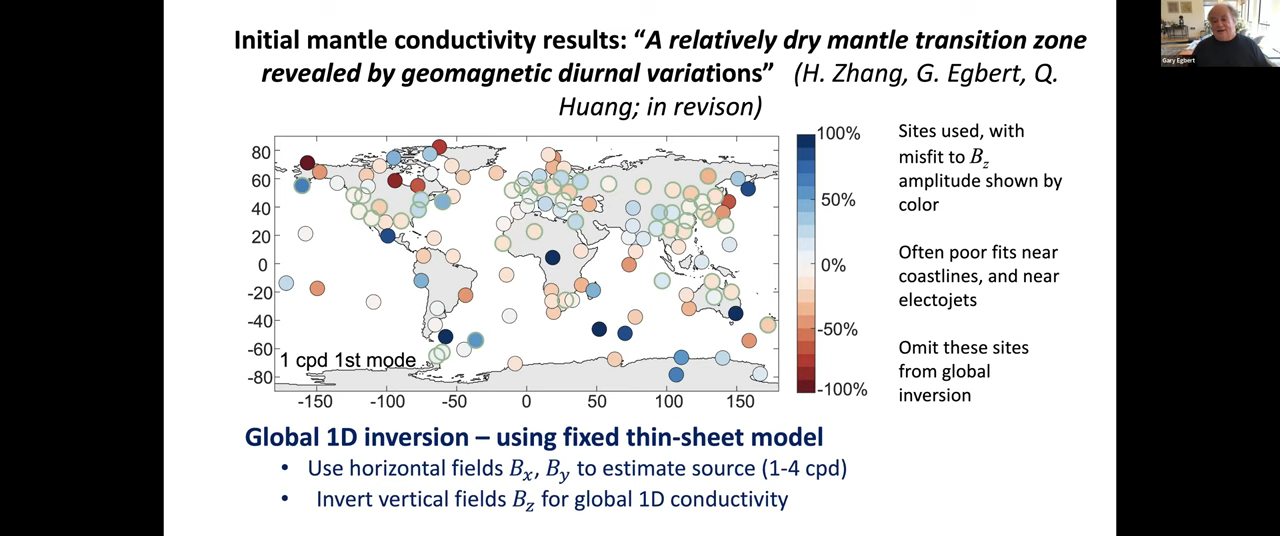 Initial mantle conductivity results: “A relatively dry mantle transition zone
revealed by geomagnetic diurnal variations” (H. Zhang, G. Egbert, Q.
Huang; in revison)
Gary Egbert
80
60
40
20
0
-20
-40
-60
-80
1 cpd 1st mode
-150
-100
-50
0
50
100
150
100%
50%
0%
-50%
-100%
Sites used, with
misfit to Bz
amplitude shown by
color
Often poor fits near
coastlines, and near
electojets
Omit these sites
from global
inversion
Global 1D inversion – using fixed thin-sheet model
• Use horizontal fields Bx, By to estimate source (1-4 cpd)
• Invert vertical fields Bz for global 1D conductivity